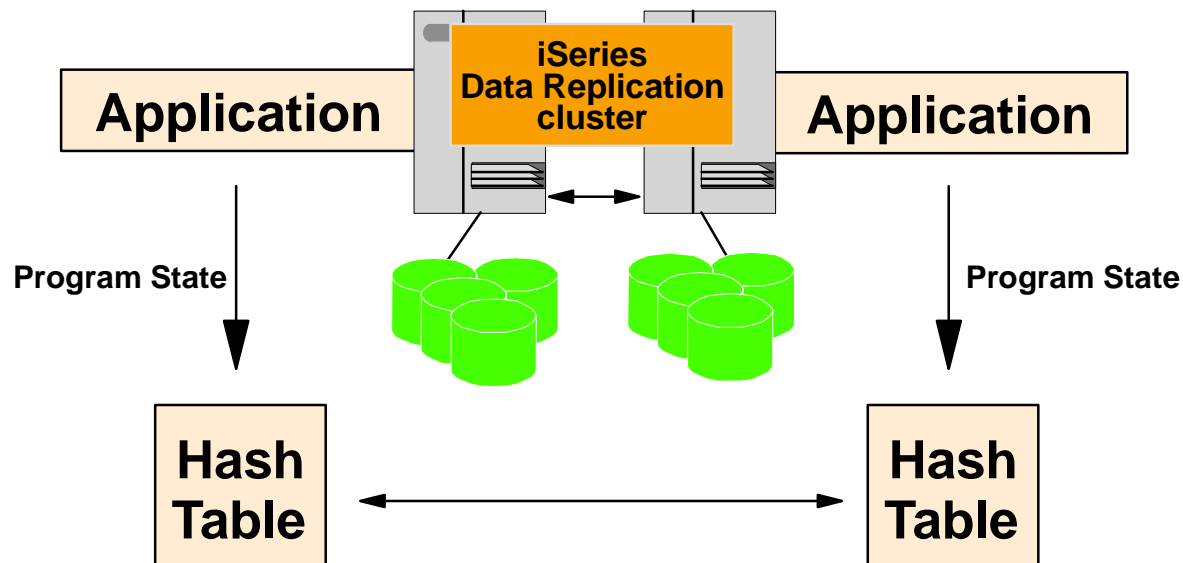 iSeries
Data Replication
cluster
Application
Application
Program State
Program State
Hash
Table
Hash
Table